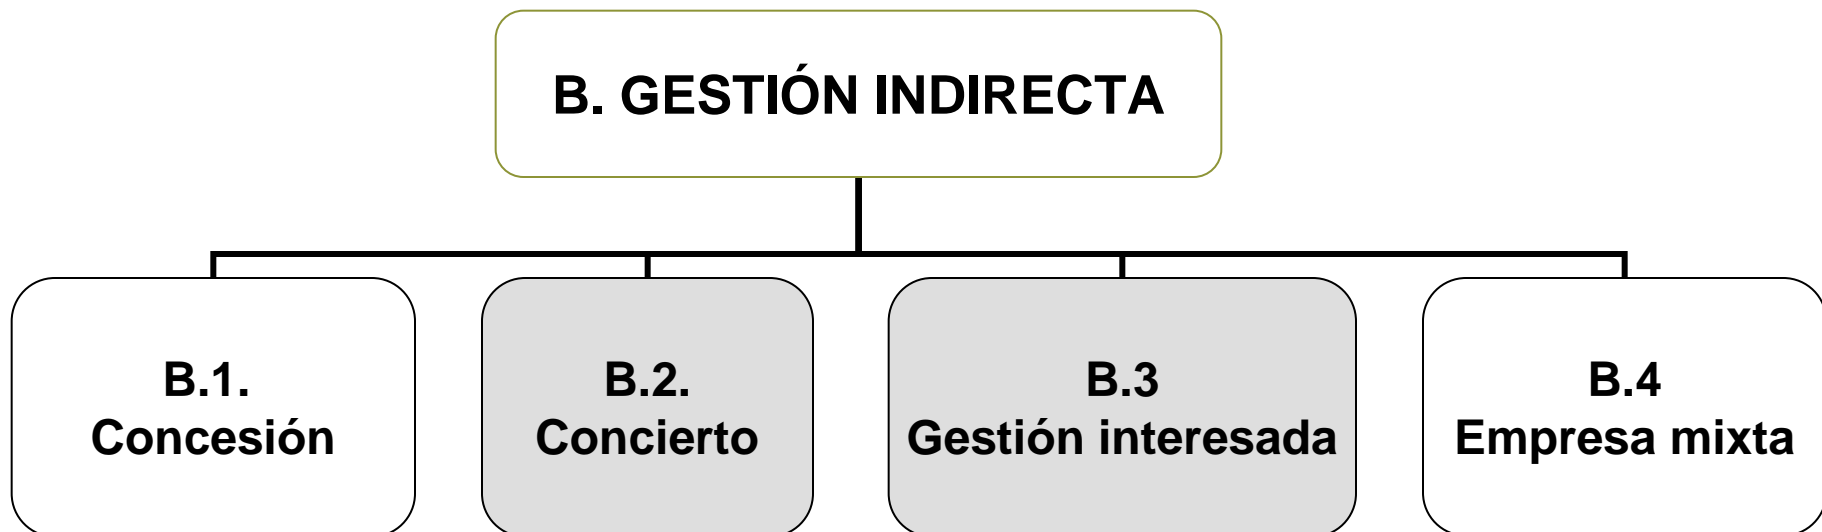 B. GESTIÓN INDIRECTA
B.1.
Concesión
B.2.
Concierto
B.3
Gestión interesada
B.4
Empresa mixta